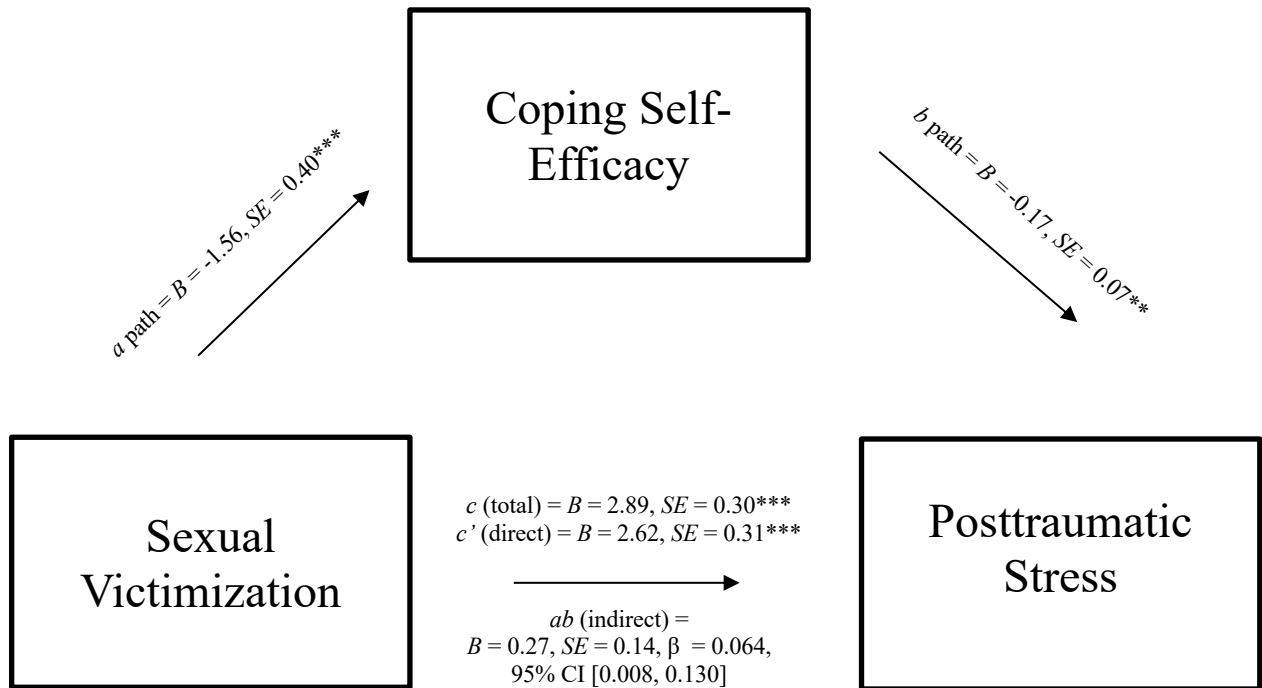 Coping Self-
Efficacy
a path = B = -1.56, SE = 0.40***
b path = B = -0.17, SE = 0.07**
Sexual
Victimization
c (total) = B = 2.89, SE = 0.30***
c’ (direct) = B = 2.62, SE = 0.31***
ab (indirect) =
B = 0.27, SE = 0.14, β = 0.064,
95% CI [0.008, 0.130]
Posttraumatic
Stress